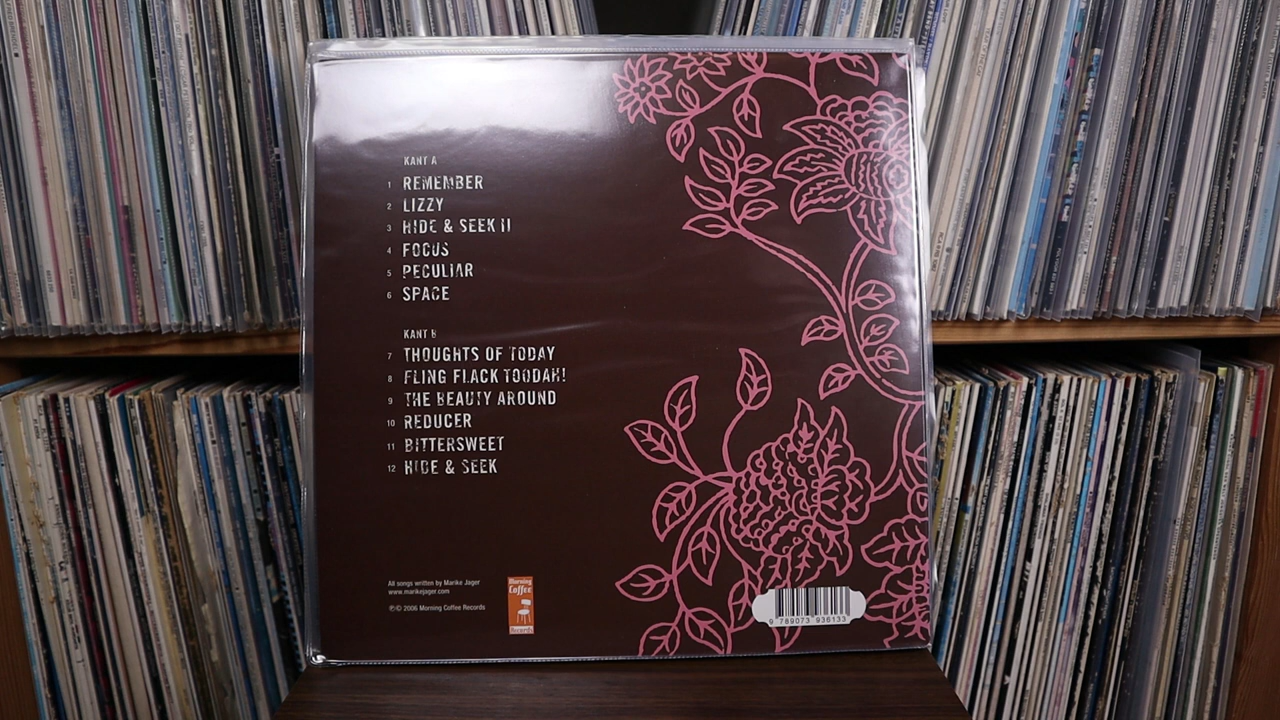 KANT A
1 REMEMBER
2 LIZZY
3 HIDE & SEEK II
4 FOCUS
5 PECULIAR
6 SPACE
KANT B
7 THOUGHTS OF TODAY
8 FLING FLACK TOODAH!
9 THE BEAUTY AROUND
10 REDUCER
11 BITTERSWEET
12 HIDE & SEEK
All songs written by Marike Jager
www.marikejager.com
℗© 2006 Morning Coffee Records
Morning
Coffee
Records
9 789073 936133